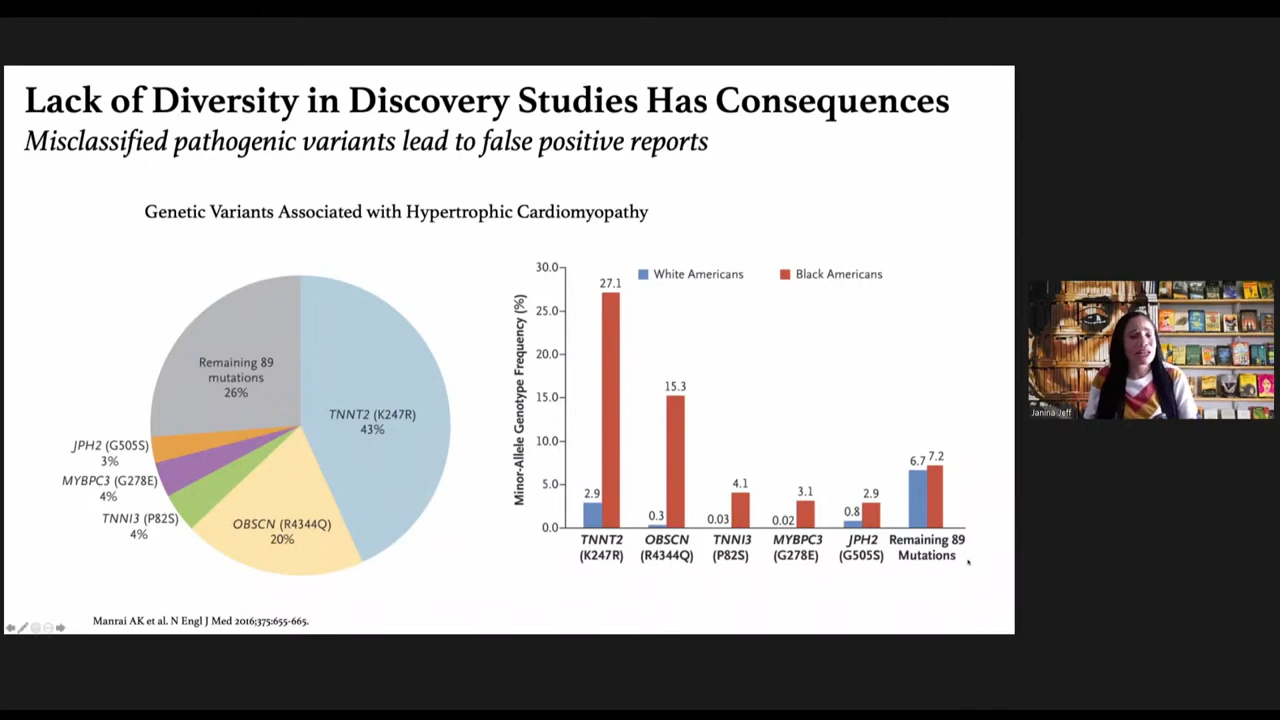 Lack of Diversity in Discovery Studies Has Consequences
Misclassified pathogenic variants lead to false positive reports
Genetic Variants Associated with Hypertrophic Cardiomyopathy
Remaining 89
mutations
26%
TNNT2 (K247R)
43%
JPH2 (G505S)
3%
MYBPC3 (G278E)
4%
TNNI3 (P82S)
4%
OBSCN (R4344Q)
20%
Minor-Allele Genotype Frequency (%)
30.0
25.0
20.0
15.0
10.0
5.0
0.0
White Americans
Black Americans
2.9
27.1
0.3
15.3
0.03
4.1
0.02
3.1
0.8
2.9
6.7
7.2
TNNT2
(K247R)
OBSCN
(R4344Q)
TNNI3
(P82S)
MYBPC3
(G278E)
JPH2
(G505S)
Remaining 89
Mutations
Manrai AK et al. N Engl J Med 2016;375:655-665.
Janina Jeff